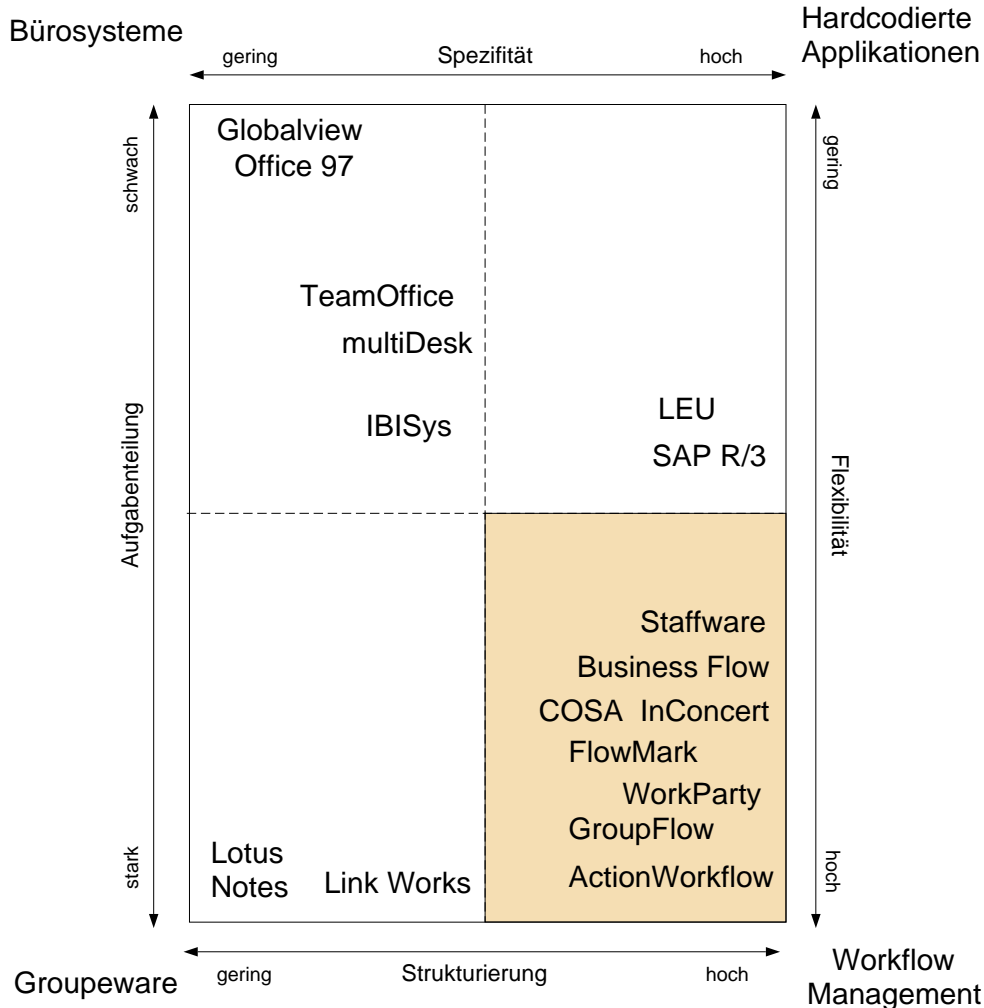 Bürosysteme
Hardcodierte
Applikationen
gering
Spezifität
hoch
schwach
Aufgabenteilung
stark
gering
Flexibilität
hoch
Globalview
Office 97
TeamOffice
multiDesk
IBISys
LEU
SAP R/3
Staffware
Business Flow
COSA InConcert
FlowMark
WorkParty
GroupFlow
ActionWorkflow
Lotus
Notes
Link Works
Groupeware
gering
Strukturierung
hoch
Workflow
Management